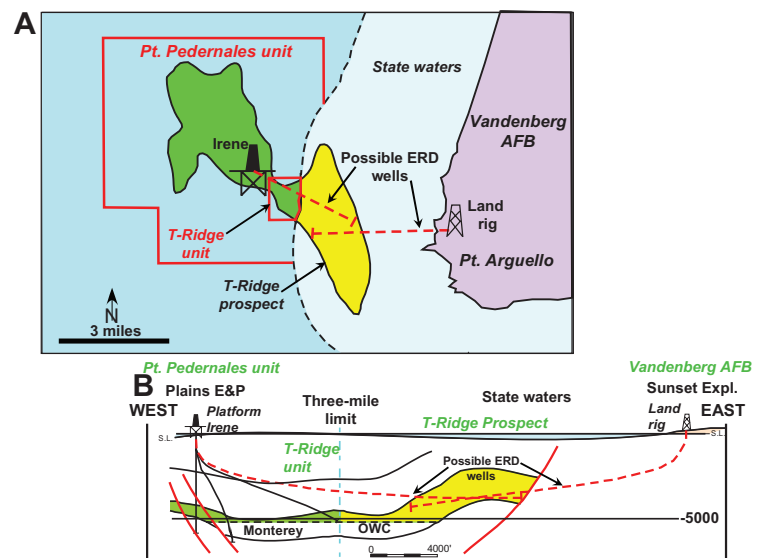 A
Pt. Pedernales unit
State waters
Vandenberg
AFB
Irene
Possible ERD
wells
Land
rig
T-Ridge
unit
Pt. Arguello
T-Ridge
prospect
N
3 miles
Pt. Pedernales unit
Vandenberg AFB
B
Plains E&P
Sunset Expl.
WEST
Platform
Irene
Three-mile
limit
State waters
Land
rig
EAST
T-Ridge Prospect
S.L.
S.L.
T-Ridge
unit
Possible ERD
wells
Monterey
OWC
-5000
0 4000'